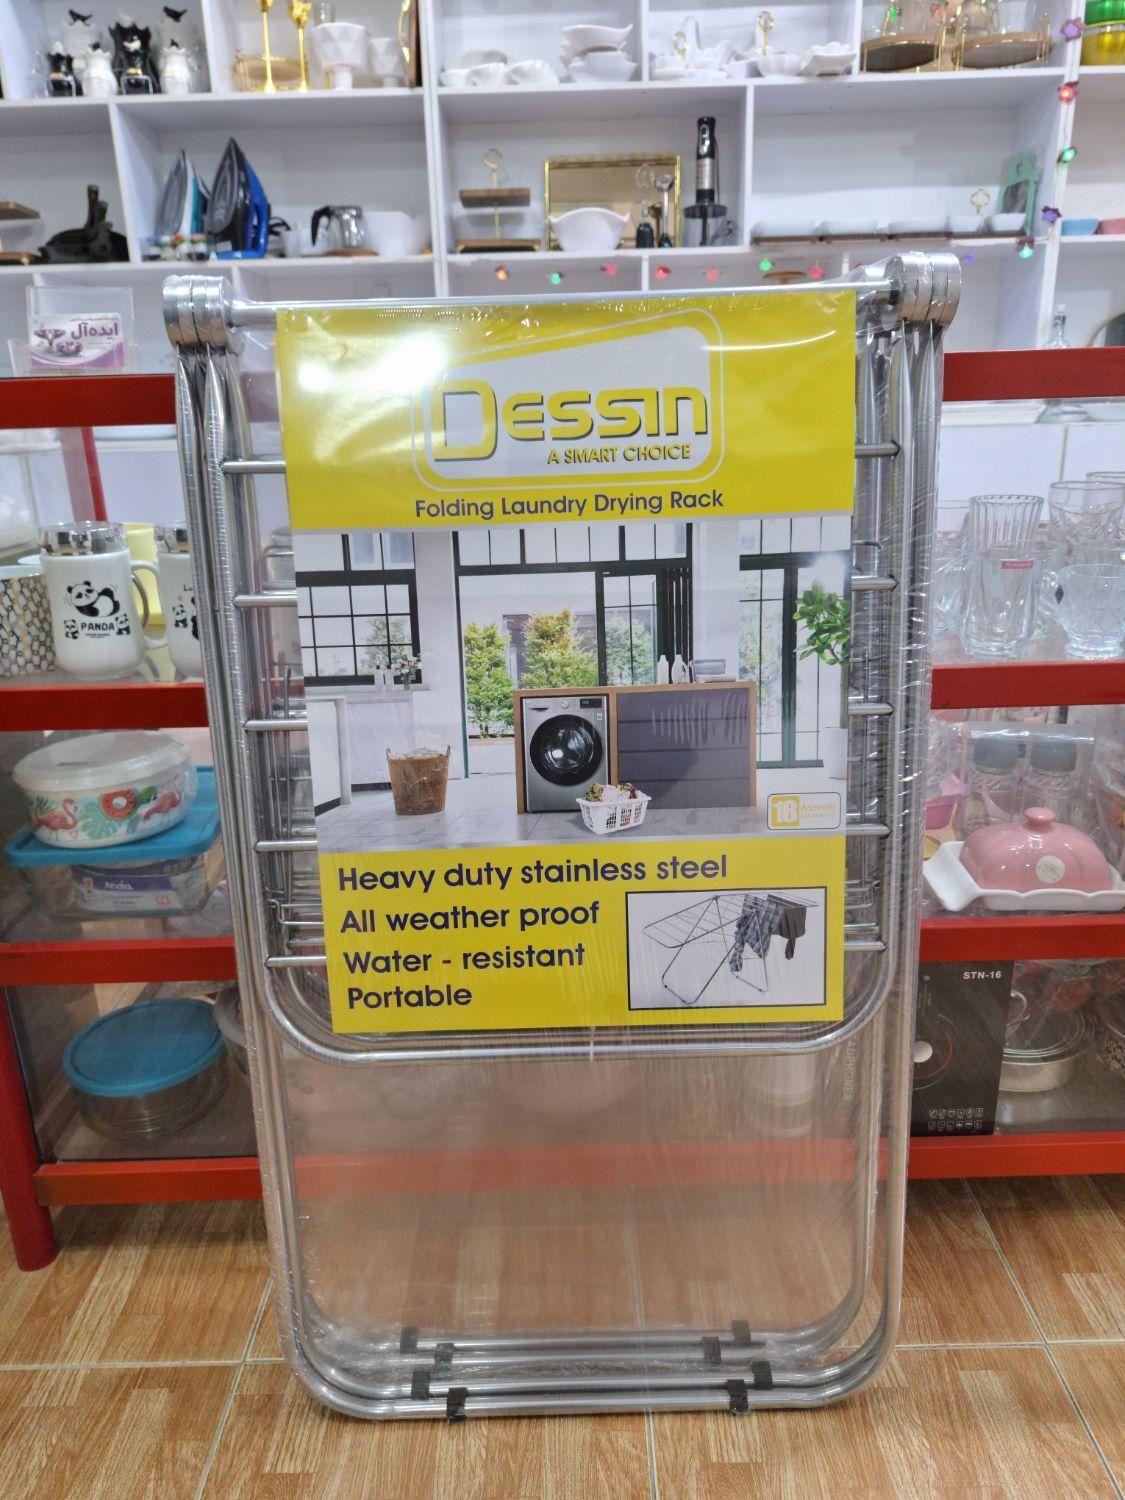 Dessin
A SMART CHOICE
Folding Laundry Drying Rack
18 Month
Heavy duty stainless steel
All weather proof
Water - resistant
Portable
ایده‌آل
PANDA
STN-16